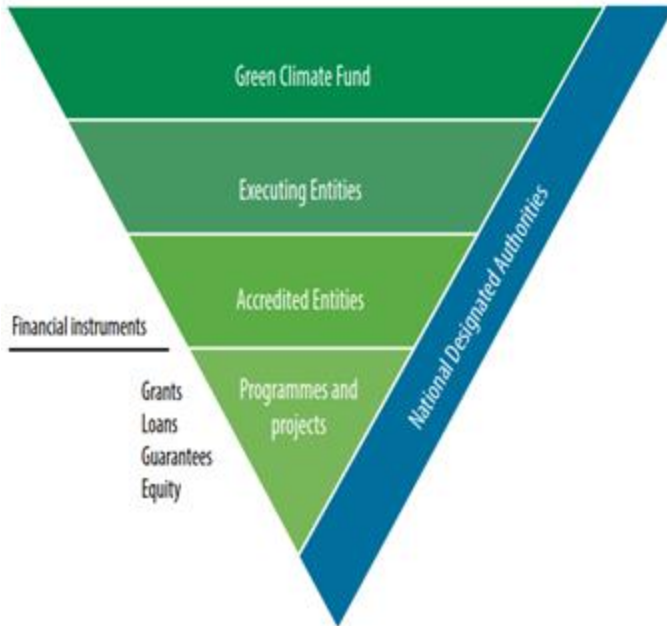 Green Climate Fund
Executing Entities
Accredited Entities
Financial instruments
Programmes and
projects
Grants
Loans
Guarantees
Equity
National Designated Authorities